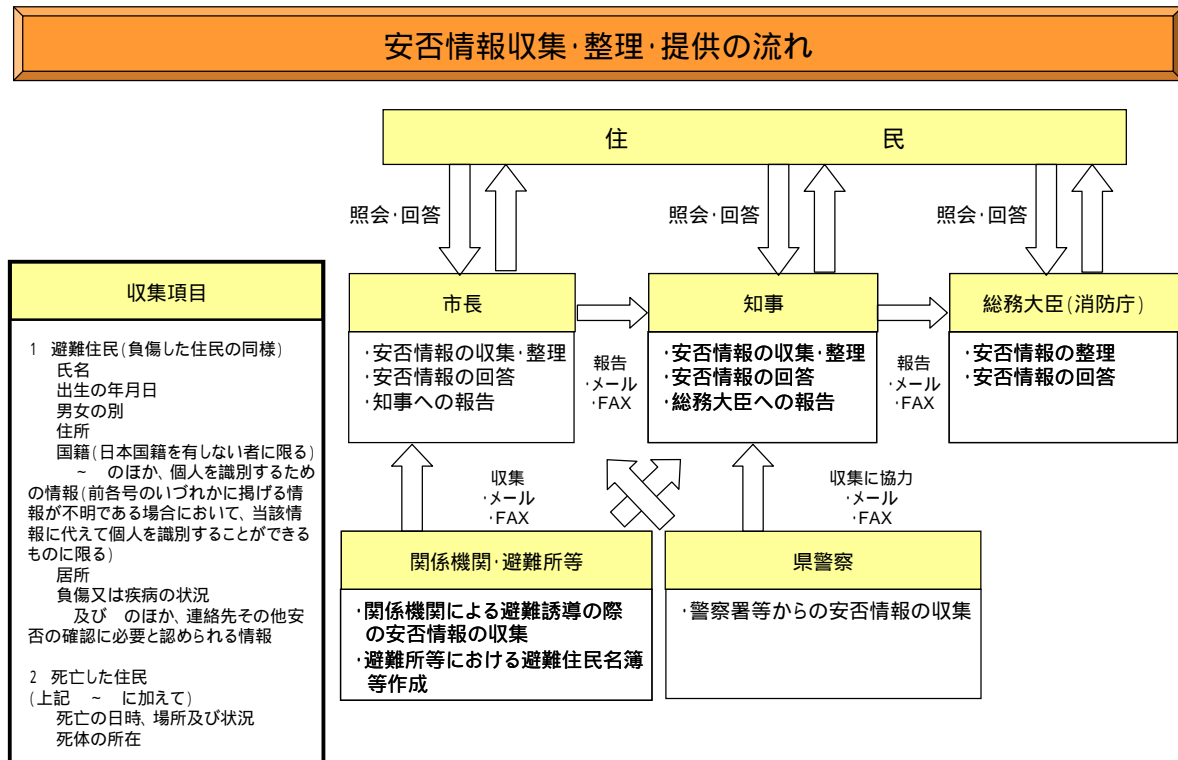 安否情報収集･整理･提供の流れ
住　民
照会･回答
照会･回答
照会･回答
収集項目
1 避難住民(負傷した住民の同様)
氏名
出生の年月日
男女の別
住所
国籍(日本国籍を有しない者に限る)
～ のほか、個人を識別するため
の情報(前各号のいづれかに掲げる情
報が不明である場合において、当該情
報に代えて個人を識別することができる
ものに限る)
居所
負傷又は疾病の状況
及び のほか、連絡先その他安
否の確認に必要と認められる情報
2 死亡した住民
(上記 ～ に加えて)
死亡の日時、場所及び状況
死体の所在
市長
･安否情報の収集･整理
･安否情報の回答
･知事への報告
報告
･メール
･FAX
知事
･安否情報の収集･整理
･安否情報の回答
･総務大臣への報告
報告
･メール
･FAX
総務大臣(消防庁)
･安否情報の整理
･安否情報の回答
収集
･メール
･FAX
収集に協力
･メール
･FAX
関係機関･避難所等
･関係機関による避難誘導の際
の安否情報の収集
･避難所等における避難住民名簿
等作成
県警察
･警察署等からの安否情報の収集